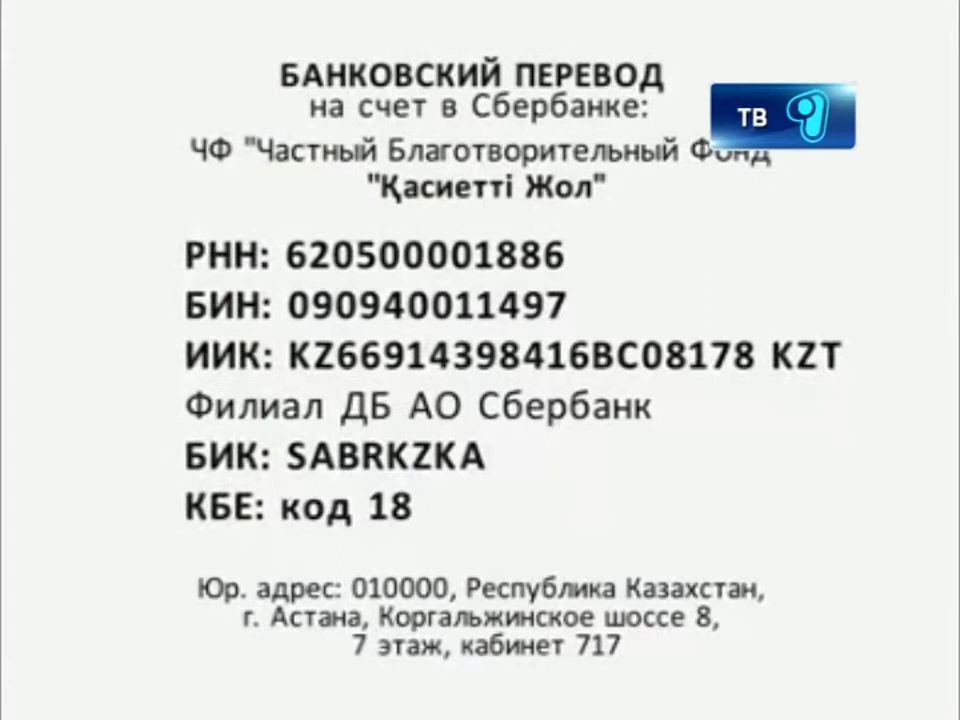 БАНКОВСКИЙ ПЕРЕВОД
на счет в Сбербанке:
ТВ
ЧФ "Частный Благотворительный Фонд
"Қасиетті Жол"
РНН: 620500001886
БИН: 090940011497
ИИК: KZ66914398416BC08178 KZT
Филиал ДБ АО Сбербанк
БИК: SABRKZKA
КБЕ: код 18
Юр. адрес: 010000, Республика Казахстан,
г. Астана, Коргальжинское шоссе 8,
7 этаж, кабинет 717